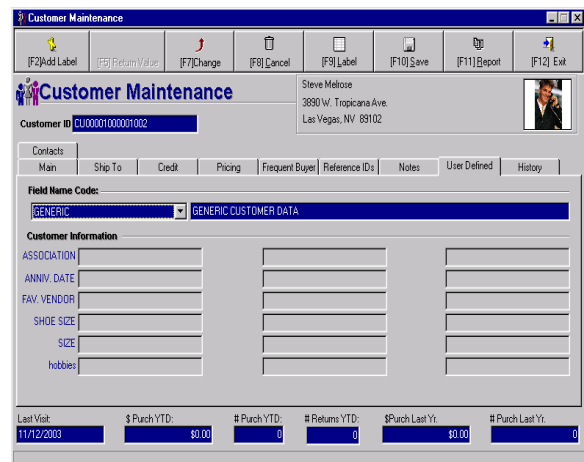 Customer Maintenance
[F2]Add Label [F5] Return Value [F7]Change [F8] Cancel [F9] Label [F10] Save [F11] Report [F12] Exit
Customer Maintenance
Steve Melrose
3890 W. Tropicana Ave.
Las Vegas, NV 89102
Customer ID CU00001000001002
Contacts
Main Ship To Credit Pricing Frequent Buyer Reference IDs Notes User Defined History
Field Name Code:
GENERIC GENERIC CUSTOMER DATA
Customer Information
ASSOCIATION
ANNIV. DATE
FAV. VENDOR
SHOE SIZE
SIZE
hobbies
Last Visit: $ Purch YTD: # Purch YTD: # Returns YTD: $Purch Last Yr. # Purch Last Yr.
11/12/2003 $0.00 0 0 $0.00 0